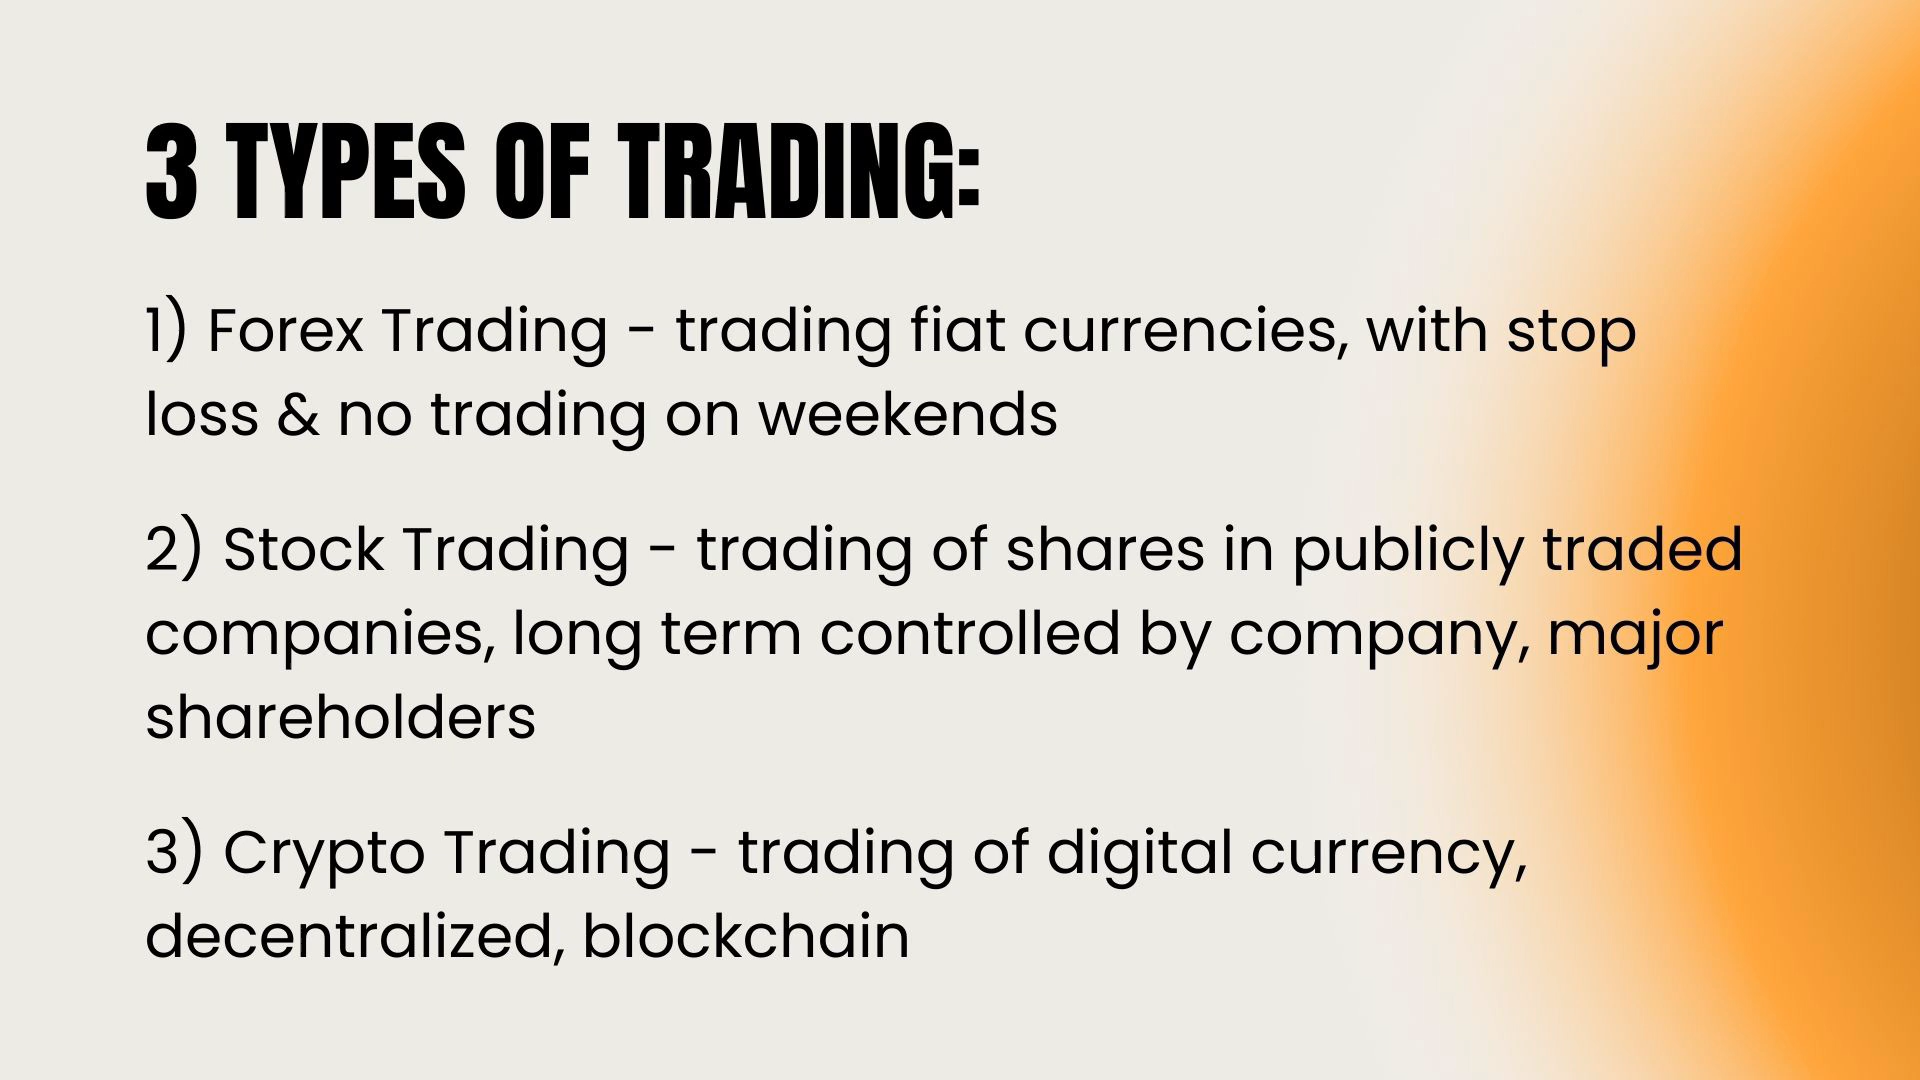 3 TYPES OF TRADING:
1) Forex Trading - trading fiat currencies, with stop
loss & no trading on weekends
2) Stock Trading - trading of shares in publicly traded
companies, long term controlled by company, major
shareholders
3) Crypto Trading - trading of digital currency,
decentralized, blockchain